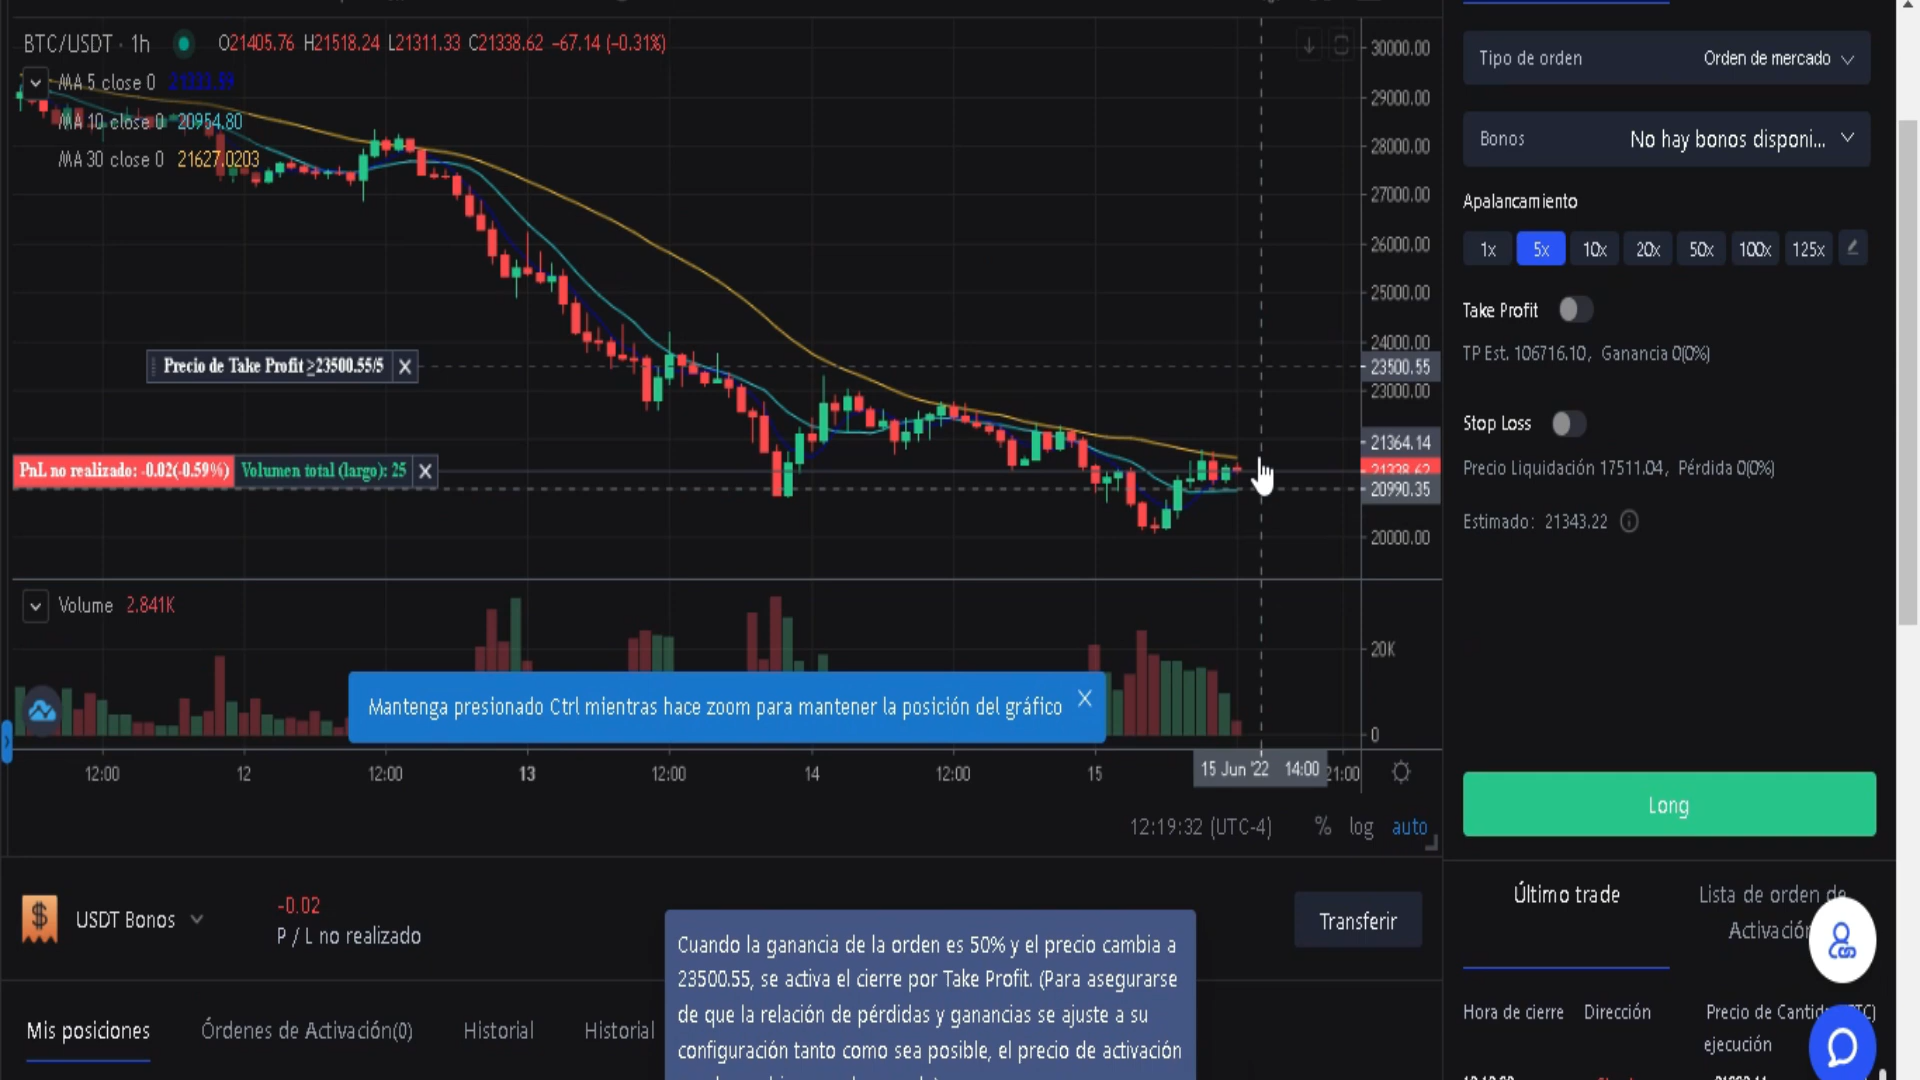 BTC/USDT · 1h O21405.76 H21518.24 L21311.33 C21338.62 −67.14 (−0.31%)
MA 5 close 0
MA 10 close 0 20954.80
MA 30 close 0 21627.0203
30000.00
29000.00
28000.00
27000.00
26000.00
25000.00
24000.00
23500.55
23000.00
21364.14
21338.62
20990.35
20000.00
Precio de Take Profit ≥23500.55/5
PnL no realizado: -0.02(-0.59%) Volumen total (largo): 25
Volume 2.841K
20K
0
Mantenga presionado Ctrl mientras hace zoom para mantener la posición del gráfico
12:00 12 12:00 13 12:00 14 12:00 15 15 Jun '22 14:00 21:00
12:19:32 (UTC-4) % log auto
USDT Bonos
-0.02
P / L no realizado
Transferir
Cuando la ganancia de la orden es 50% y el precio cambia a
23500.55, se activa el cierre por Take Profit. (Para asegurarse
de que la relación de pérdidas y ganancias se ajuste a su
configuración tanto como sea posible, el precio de activación
Mis posiciones Órdenes de Activación(0) Historial Historial
Tipo de orden Orden de mercado
Bonos No hay bonos disponi...
Apalancamiento
1x 5x 10x 20x 50x 100x 125x
Take Profit
TP Est. 106716.10, Ganancia 0(0%)
Stop Loss
Precio Liquidación 17511.04, Pérdida 0(0%)
Estimado: 21343.22
Long
Último trade Lista de orden de
Activación
Hora de cierre Dirección Precio de
ejecución